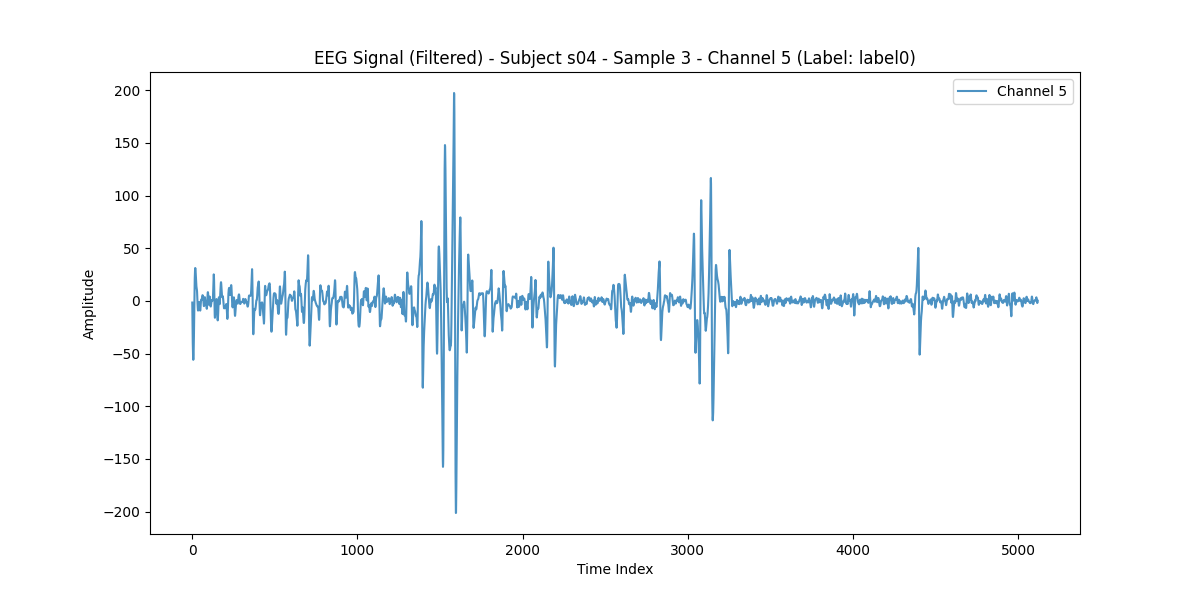 EEG Signal (Filtered) - Subject s04 - Sample 3 - Channel 5 (Label: label0)
Channel 5
200
150
100
50
0
−50
−100
−150
−200
Amplitude
0 1000 2000 3000 4000 5000
Time Index